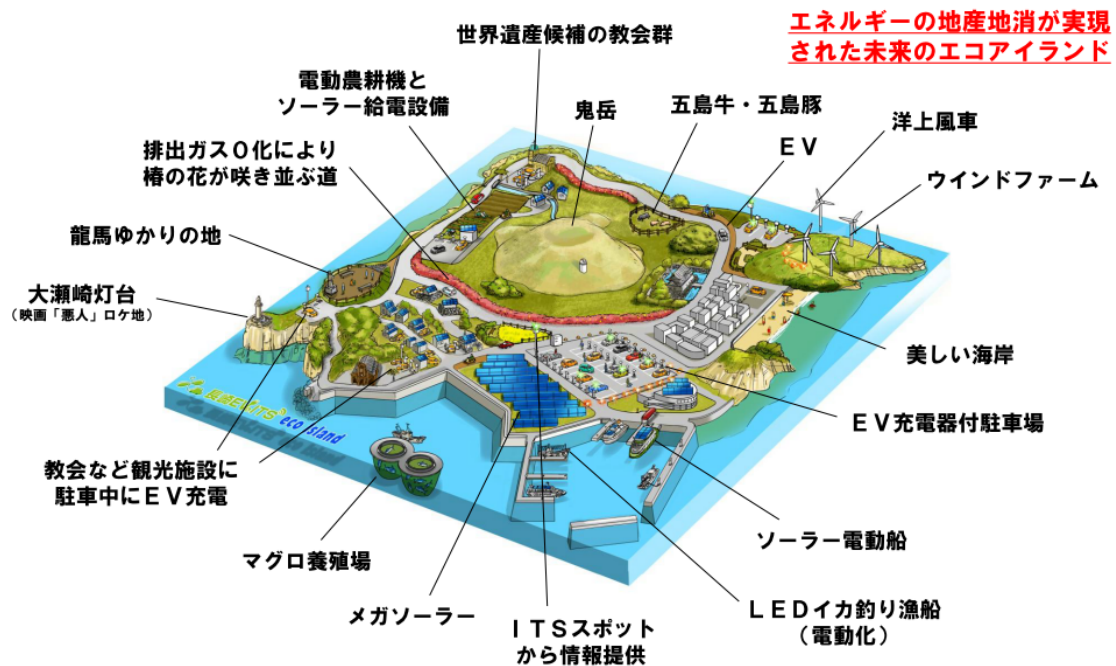 エネルギーの地産地消が実現
された未来のエコアイランド
世界遺産候補の教会群
電動農耕機と
ソーラー給電設備
鬼岳
五島牛・五島豚
洋上風車
排出ガス0化により
椿の花が咲き並ぶ道
EV
ウインドファーム
龍馬ゆかりの地
大瀬崎灯台
(映画「悪人」ロケ地)
美しい海岸
長崎EV&ITS
eco island
EV充電器付駐車場
教会など観光施設に
駐車中にEV充電
マグロ養殖場
ソーラー電動船
メガソーラー
ITSスポット
から情報提供
LEDイカ釣り漁船
(電動化)